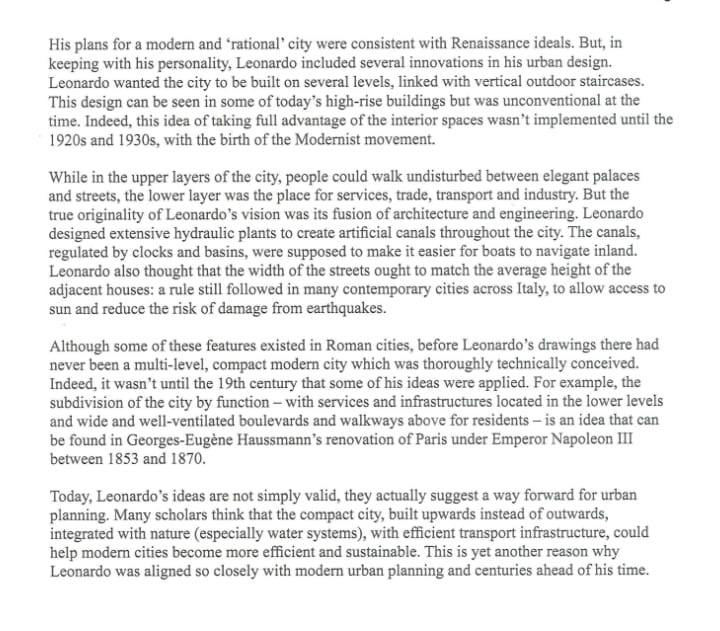 His plans for a modern and ‘rational’ city were consistent with Renaissance ideals. But, in
keeping with his personality, Leonardo included several innovations in his urban design.
Leonardo wanted the city to be built on several levels, linked with vertical outdoor staircases.
This design can be seen in some of today’s high-rise buildings but was unconventional at the
time. Indeed, this idea of taking full advantage of the interior spaces wasn’t implemented until the
1920s and 1930s, with the birth of the Modernist movement.
While in the upper layers of the city, people could walk undisturbed between elegant palaces
and streets, the lower layer was the place for services, trade, transport and industry. But the
true originality of Leonardo’s vision was its fusion of architecture and engineering. Leonardo
designed extensive hydraulic plants to create artificial canals throughout the city. The canals,
regulated by clocks and basins, were supposed to make it easier for boats to navigate inland.
Leonardo also thought that the width of the streets ought to match the average height of the
adjacent houses: a rule still followed in many contemporary cities across Italy, to allow access to
sun and reduce the risk of damage from earthquakes.
Although some of these features existed in Roman cities, before Leonardo’s drawings there had
never been a multi-level, compact modern city which was thoroughly technically conceived.
Indeed, it wasn’t until the 19th century that some of his ideas were applied. For example, the
subdivision of the city by function – with services and infrastructures located in the lower levels
and wide and well-ventilated boulevards and walkways above for residents – is an idea that can
be found in Georges-Eugène Haussmann’s renovation of Paris under Emperor Napoleon III
between 1853 and 1870.
Today, Leonardo’s ideas are not simply valid, they actually suggest a way forward for urban
planning. Many scholars think that the compact city, built upwards instead of outwards,
integrated with nature (especially water systems), with efficient transport infrastructure, could
help modern cities become more efficient and sustainable. This is yet another reason why
Leonardo was aligned so closely with modern urban planning and centuries ahead of his time.